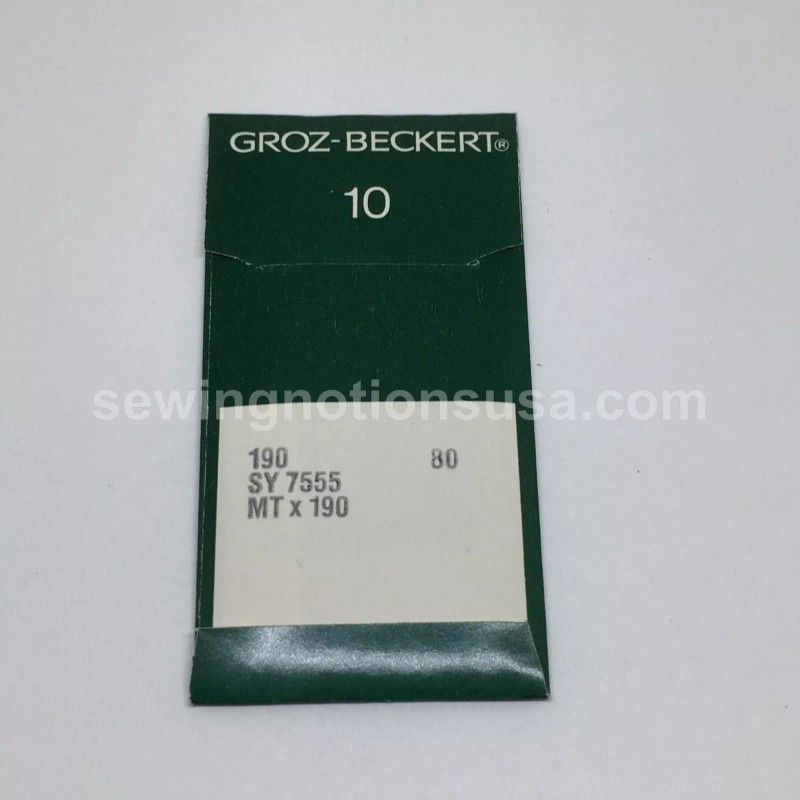 GROZ-BECKERT®
10
sewingnotionsusa.com
190 80
SY 7555
MT x 190